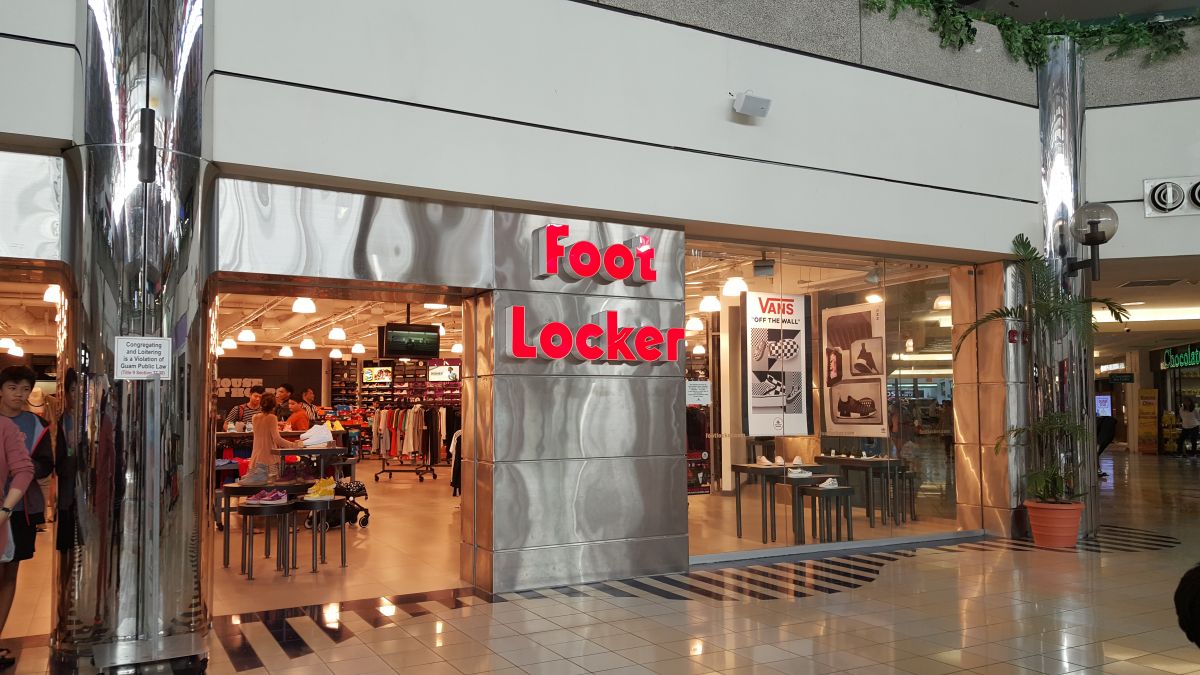 Foot
Locker
VANS
"OFF THE WALL"
Congregating
and Loitering
is a Violation of
Guam Public Law
Chocolate